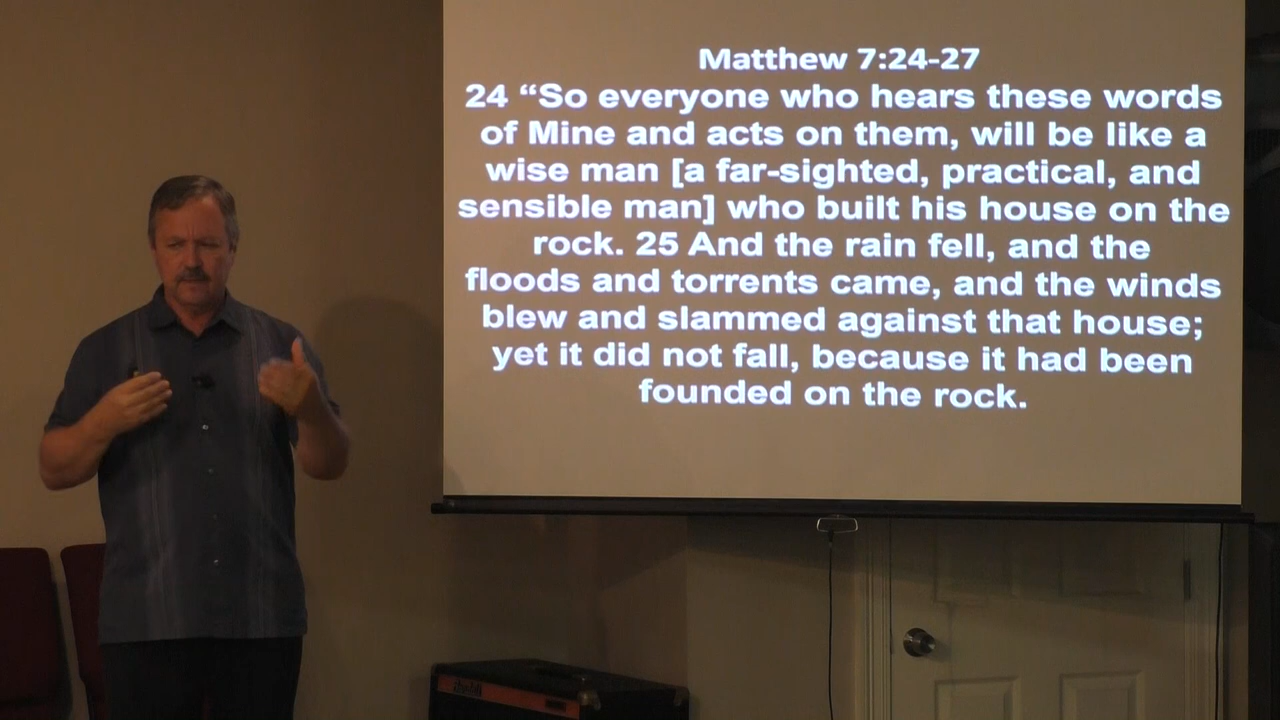 Matthew 7:24-27
24 “So everyone who hears these words
of Mine and acts on them, will be like a
wise man [a far-sighted, practical, and
sensible man] who built his house on the
rock. 25 And the rain fell, and the
floods and torrents came, and the winds
blew and slammed against that house;
yet it did not fall, because it had been
founded on the rock.